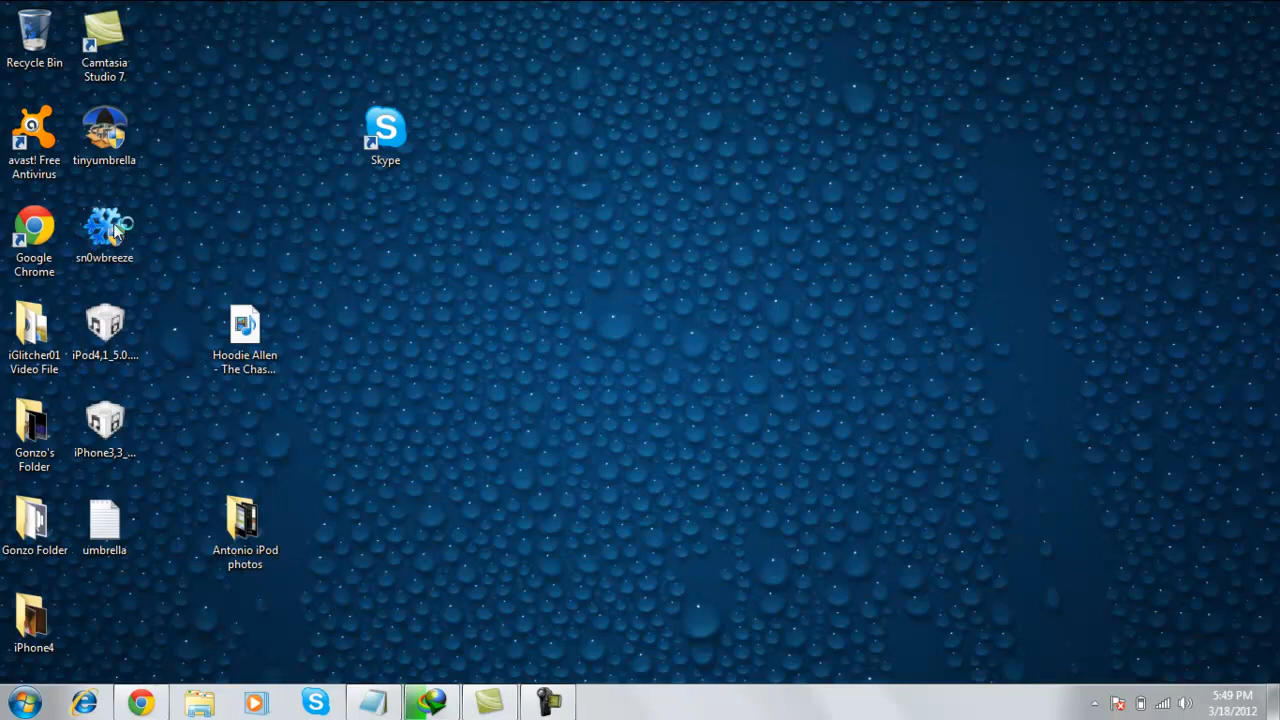 Recycle Bin
Camtasia
Studio 7
avast! Free
Antivirus
tinyumbrella
S
Skype
Google
Chrome
sn0wbreeze
iGlitcher01
Video File
iPod4,1_5.0....
Hoodie Allen
- The Chas...
Gonzo's
Folder
iPhone3,3_...
Gonzo Folder
umbrella
Antonio iPod
photos
iPhone4
S
5:49 PM
3/18/2012